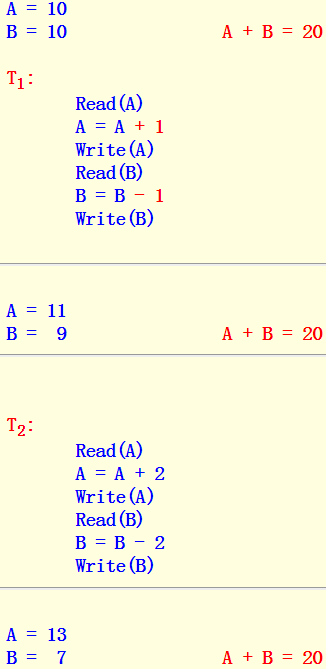 A = 10
B = 10 A + B = 20
T1:
Read(A)
A = A + 1
Write(A)
Read(B)
B = B - 1
Write(B)
A = 11
B = 9 A + B = 20
T2:
Read(A)
A = A + 2
Write(A)
Read(B)
B = B - 2
Write(B)
A = 13
B = 7 A + B = 20